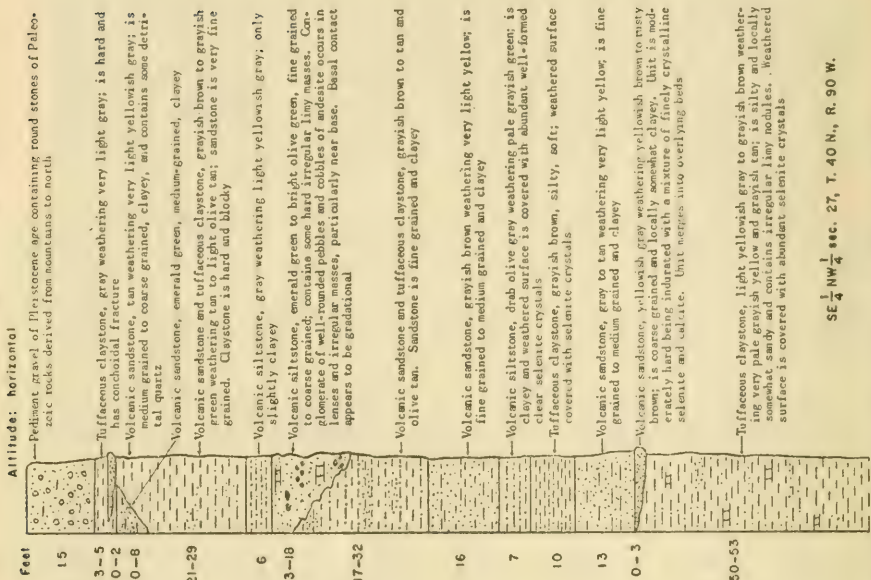 Altitude: horizontal
Feet
15
Pediment gravel of Pleistocene age containing round stones of Paleo-
zoic rocks derived from mountains to north
3-5
Tuffaceous claystone, gray weathering very light gray; is hard and
has conchoidal fracture
0-2
0-8
Volcanic sandstone, tan weathering very light yellowish gray; is
medium grained to coarse grained, clayey, and contains some detri-
tal quartz
Volcanic sandstone, emerald green, medium-grained, clayey
21-29
Volcanic sandstone and tuffaceous claystone, grayish brown to grayish
green weathering tan to light olive tan; sandstone is very fine
grained. Claystone is hard and blocky
6
Volcanic siltstone, gray weathering light yellowish gray; only
slightly clayey
3-18
Volcanic siltstone, emerald green to bright olive green, fine grained
to coarse grained; contains some hard irregular limy masses. Con-
glomerate of well-rounded pebbles and cobbles of andesite occurs in
lenses and irregular masses, particularly near base. Basal contact
appears to be gradational
17-32
Volcanic sandstone and tuffaceous claystone, grayish brown to tan and
olive tan. Sandstone is fine grained and clayey
16
Volcanic sandstone, grayish brown weathering very light yellow; is
fine grained to medium grained and clayey
7
Volcanic siltstone, drab olive gray weathering pale grayish green; is
clayey and weathered surface is covered with abundant well-formed
clear selenite crystals
10
Tuffaceous claystone, grayish brown, silty, soft; weathered surface
covered with selenite crystals
13
Volcanic sandstone, gray to tan weathering very light yellow; is fine
grained to medium grained and clayey
0-3
Volcanic sandstone, yellowish gray weathering yellowish brown to rusty
brown; is coarse grained and locally somewhat clayey. Unit is mod-
erately hard being indurated with a mixture of finely crystalline
selenite and calcite. Unit merges into overlying beds
50-53
Tuffaceous claystone, light yellowish gray to grayish brown weather-
ing very pale grayish yellow and grayish tan; is silty and locally
somewhat sandy and contains irregular limy nodules. Weathered
surface is covered with abundant selenite crystals
SE 1/4 NW 1/4 sec. 27, T. 40 N., R. 90 W.